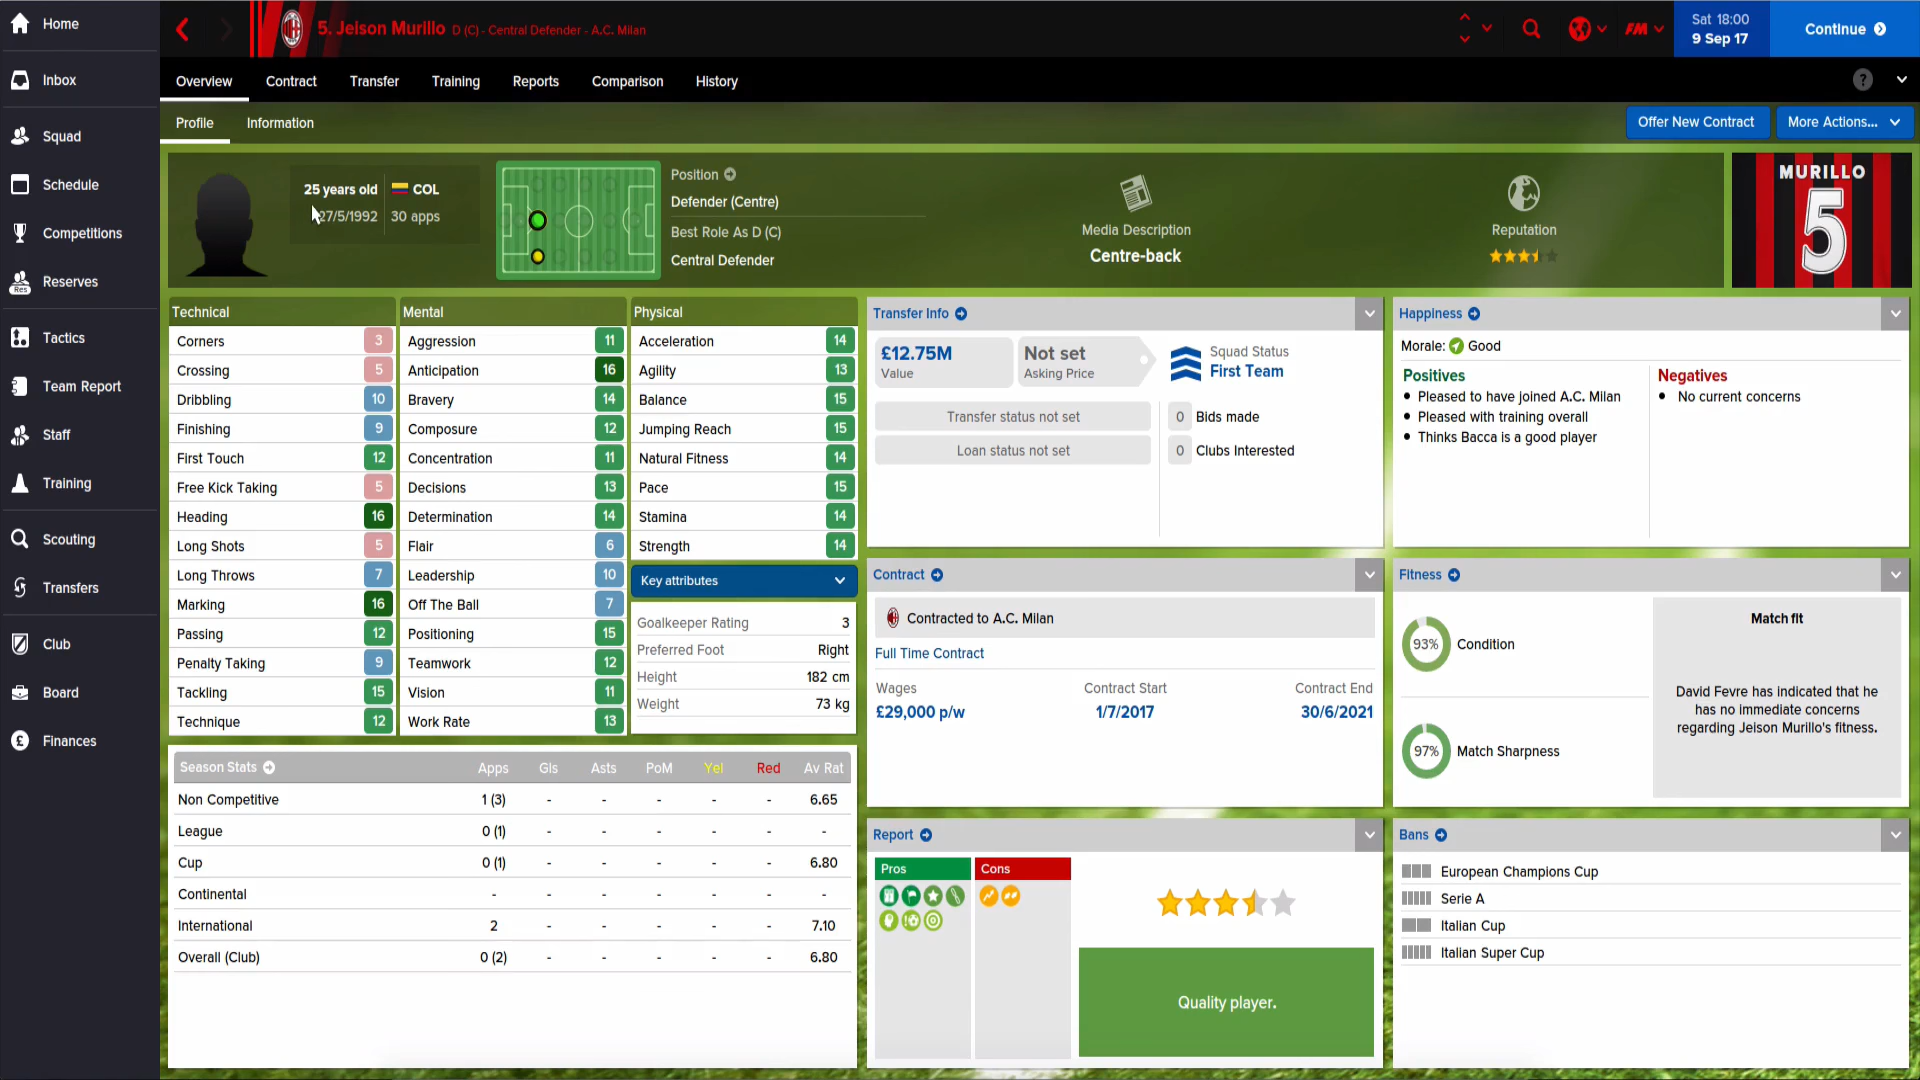 Home
Inbox
Squad
Schedule
Competitions
Res
Reserves
Tactics
Team Report
Staff
Training
Scouting
Transfers
Club
Board
£ Finances
5. Jeison Murillo D (C) - Central Defender - A.C. Milan
FM
Sat 18:00
9 Sep 17
Continue
Overview Contract Transfer Training Reports Comparison History
?
Profile Information
Offer New Contract More Actions...
25 years old COL
27/5/1992 30 apps
Position
Defender (Centre)
Best Role As D (C)
Central Defender
Media Description
Centre-back
Reputation
MURILLO
5
Technical
Corners 3
Crossing 5
Dribbling 10
Finishing 9
First Touch 12
Free Kick Taking 5
Heading 16
Long Shots 5
Long Throws 7
Marking 16
Passing 12
Penalty Taking 9
Tackling 15
Technique 12
Mental
Aggression 11
Anticipation 16
Bravery 14
Composure 12
Concentration 11
Decisions 13
Determination 14
Flair 6
Leadership 10
Off The Ball 7
Positioning 15
Teamwork 12
Vision 11
Work Rate 13
Physical
Acceleration 14
Agility 13
Balance 15
Jumping Reach 15
Natural Fitness 14
Pace 15
Stamina 14
Strength 14
Key attributes
Goalkeeper Rating 3
Preferred Foot Right
Height 182 cm
Weight 73 kg
Season Stats Apps Gls Asts PoM Yel Red Av Rat
Non Competitive 1 (3) - - - - - 6.65
League 0 (1) - - - - - -
Cup 0 (1) - - - - - 6.80
Continental - - - - - - -
International 2 - - - - - 7.10
Overall (Club) 0 (2) - - - - - 6.80
Transfer Info
£12.75M
Value
Not set
Asking Price
Squad Status
First Team
Transfer status not set
Loan status not set
0 Bids made
0 Clubs Interested
Happiness
Morale: Good
Positives
• Pleased to have joined A.C. Milan
• Pleased with training overall
• Thinks Bacca is a good player
Negatives
• No current concerns
Contract
Contracted to A.C. Milan
Full Time Contract
Wages Contract Start Contract End
£29,000 p/w 1/7/2017 30/6/2021
Fitness
93% Condition
97% Match Sharpness
Match fit
David Fevre has indicated that he
has no immediate concerns
regarding Jeison Murillo's fitness.
Report
Pros Cons
Quality player.
Bans
European Champions Cup
Serie A
Italian Cup
Italian Super Cup